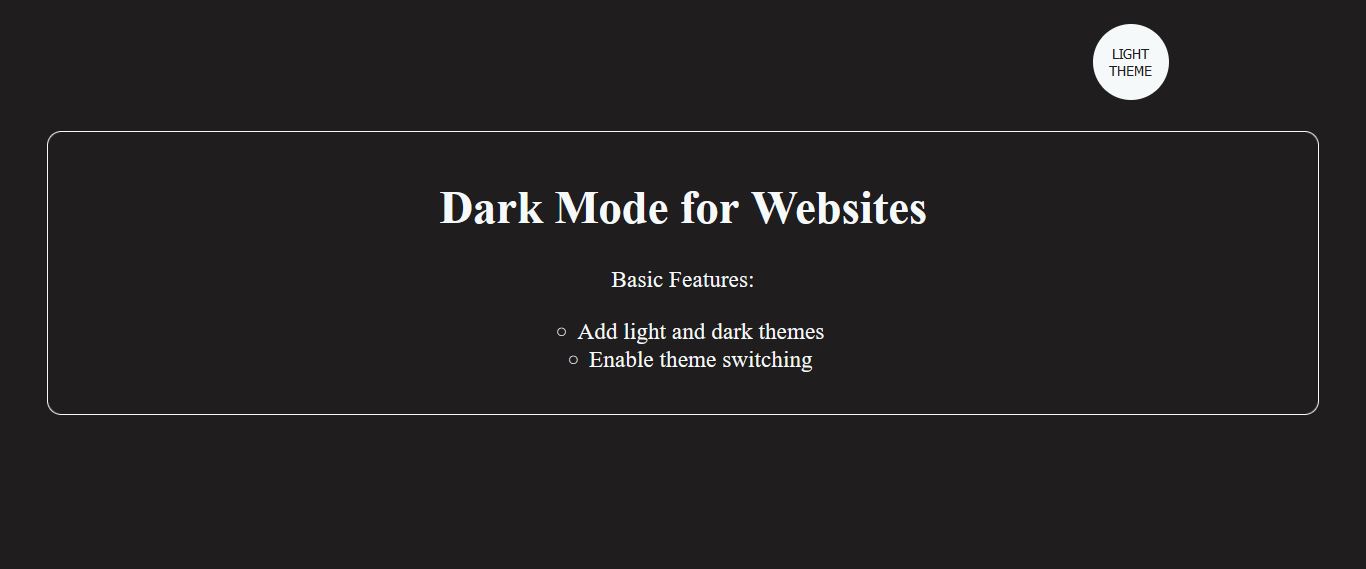 LIGHT
THEME
Dark Mode for Websites
Basic Features:
Add light and dark themes
Enable theme switching